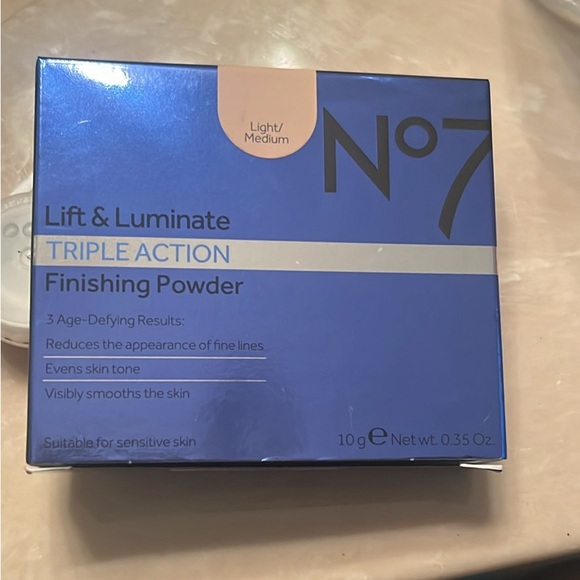 Light/
Medium
No7
Lift & Luminate
TRIPLE ACTION
Finishing Powder
3 Age-Defying Results:
Reduces the appearance of fine lines
Evens skin tone
Visibly smooths the skin
Suitable for sensitive skin
10 g ℮ Net wt. 0.35 Oz.